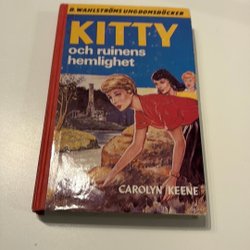 B. WAHLSTRÖMS UNGDOMSBÖCKER
KITTY
och ruinens
hemlighet
CAROLYN KEENE